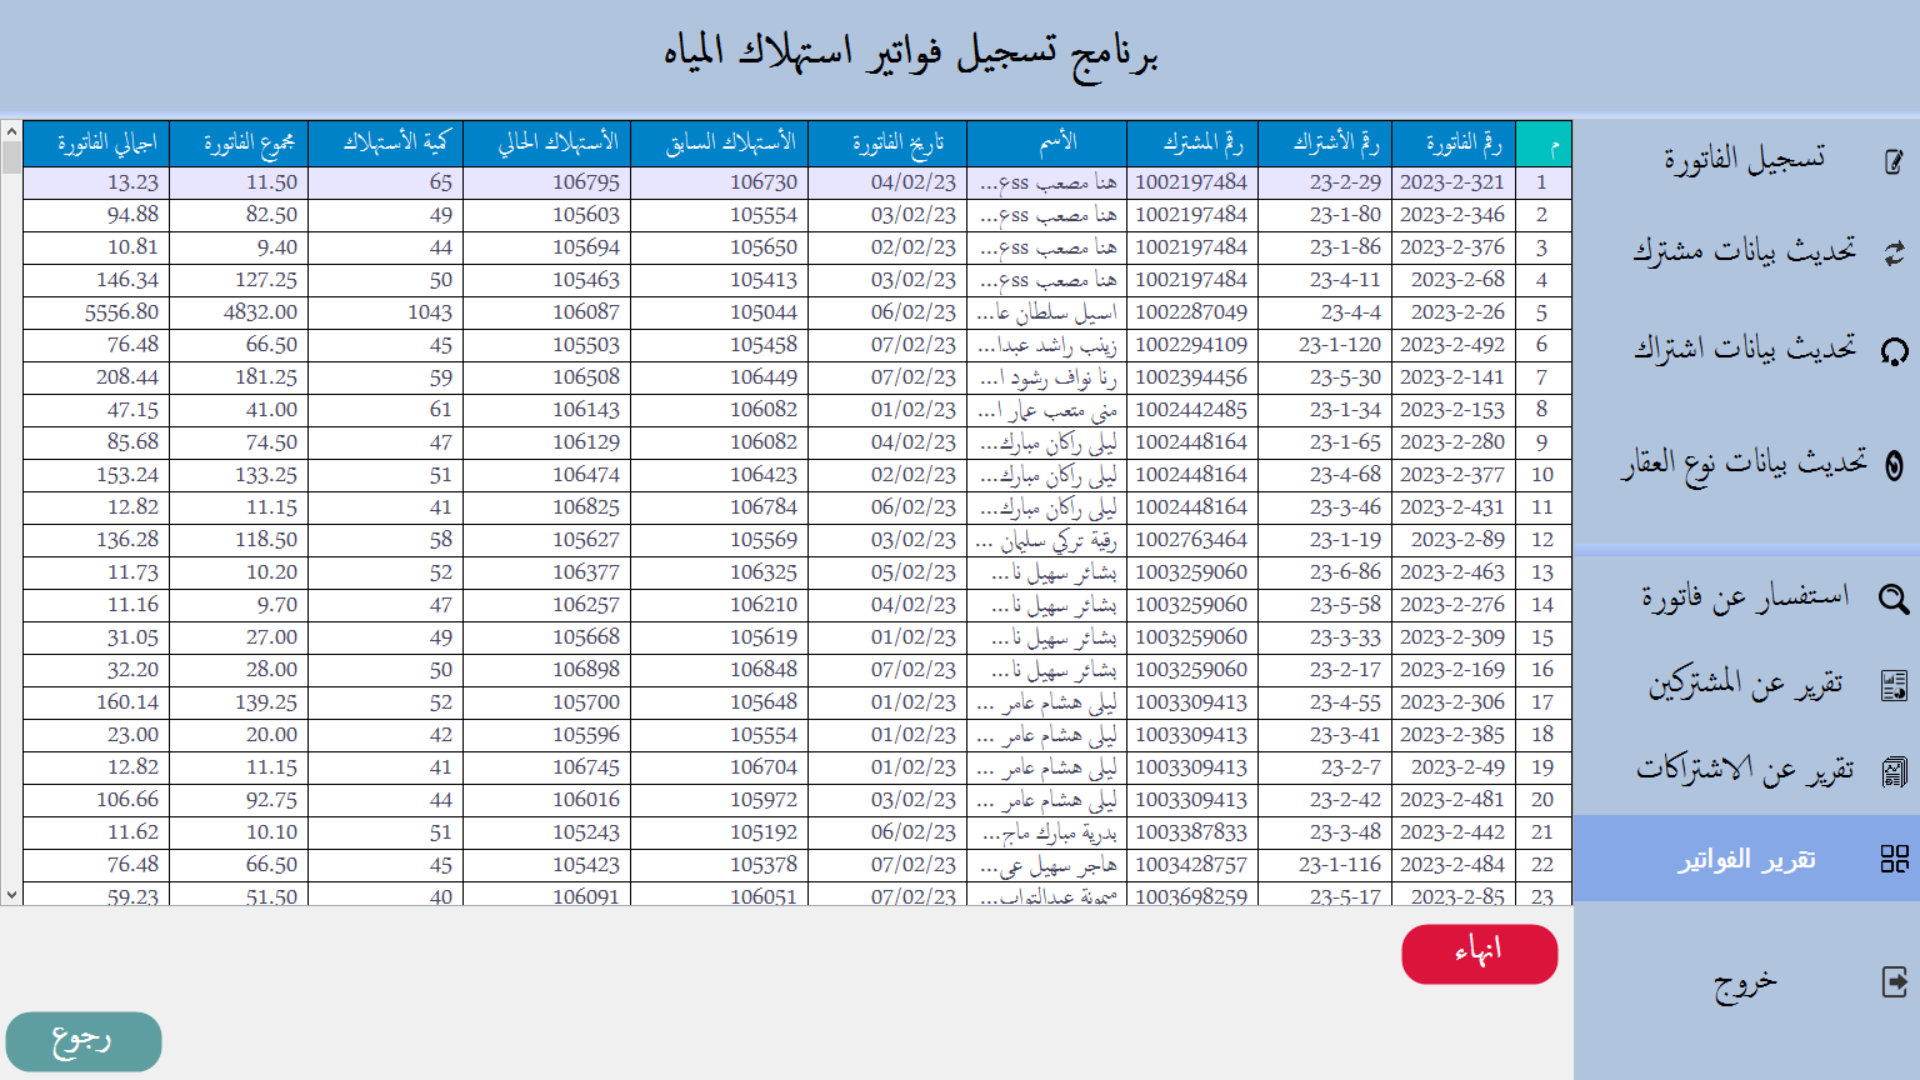 برنامج تسجيل فواتير استهلاك المياه
م رقم الفاتورة رقم الأشتراك رقم المشترك الأسم تاريخ الفاتورة الأستهلاك السابق الأستهلاك الحالي كمية الأستهلاك مجموع الفاتورة اجمالي الفاتورة
1 2023-2-321 23-2-29 1002197484 هنا مصعب ssع... 04/02/23 106730 106795 65 11.50 13.23
2 2023-2-346 23-1-80 1002197484 هنا مصعب ssع... 03/02/23 105554 105603 49 82.50 94.88
3 2023-2-376 23-1-86 1002197484 هنا مصعب ssع... 02/02/23 105650 105694 44 9.40 10.81
4 2023-2-68 23-4-11 1002197484 هنا مصعب ssع... 03/02/23 105413 105463 50 127.25 146.34
5 2023-2-26 23-4-4 1002287049 اسيل سلطان عا... 06/02/23 105044 106087 1043 4832.00 5556.80
6 2023-2-492 23-1-120 1002294109 زينب راشد عبدا... 07/02/23 105458 105503 45 66.50 76.48
7 2023-2-141 23-5-30 1002394456 رنا نواف رشود ا... 07/02/23 106449 106508 59 181.25 208.44
8 2023-2-153 23-1-34 1002442485 منى متعب عمار ا... 01/02/23 106082 106143 61 41.00 47.15
9 2023-2-280 23-1-65 1002448164 ليلى راكان مبارك... 04/02/23 106082 106129 47 74.50 85.68
10 2023-2-377 23-4-68 1002448164 ليلى راكان مبارك... 02/02/23 106423 106474 51 133.25 153.24
11 2023-2-431 23-3-46 1002448164 ليلى راكان مبارك... 06/02/23 106784 106825 41 11.15 12.82
12 2023-2-89 23-1-19 1002763464 رقية تركي سليمان ... 03/02/23 105569 105627 58 118.50 136.28
13 2023-2-463 23-6-86 1003259060 بشائر سهيل نا... 05/02/23 106325 106377 52 10.20 11.73
14 2023-2-276 23-5-58 1003259060 بشائر سهيل نا... 04/02/23 106210 106257 47 9.70 11.16
15 2023-2-309 23-3-33 1003259060 بشائر سهيل نا... 01/02/23 105619 105668 49 27.00 31.05
16 2023-2-169 23-2-17 1003259060 بشائر سهيل نا... 07/02/23 106848 106898 50 28.00 32.20
17 2023-2-306 23-4-55 1003309413 ليلى هشام عامر ... 01/02/23 105648 105700 52 139.25 160.14
18 2023-2-385 23-3-41 1003309413 ليلى هشام عامر ... 01/02/23 105554 105596 42 20.00 23.00
19 2023-2-49 23-2-7 1003309413 ليلى هشام عامر ... 01/02/23 106704 106745 41 11.15 12.82
20 2023-2-481 23-2-42 1003309413 ليلى هشام عامر ... 03/02/23 105972 106016 44 92.75 106.66
21 2023-2-442 23-3-48 1003387833 بدرية مبارك ماج... 06/02/23 105192 105243 51 10.10 11.62
22 2023-2-484 23-1-116 1003428757 هاجر سهيل عي... 07/02/23 105378 105423 45 66.50 76.48
23 2023-2-85 23-5-17 1003698259 ميمونة عبدالتواب... 07/02/23 106051 106091 40 51.50 59.23
تسجيل الفاتورة
تحديث بيانات مشترك
تحديث بيانات اشتراك
تحديث بيانات نوع العقار
استفسار عن فاتورة
تقرير عن المشتركين
تقرير عن الاشتراكات
تقرير الفواتير
خروج
انهاء
رجوع